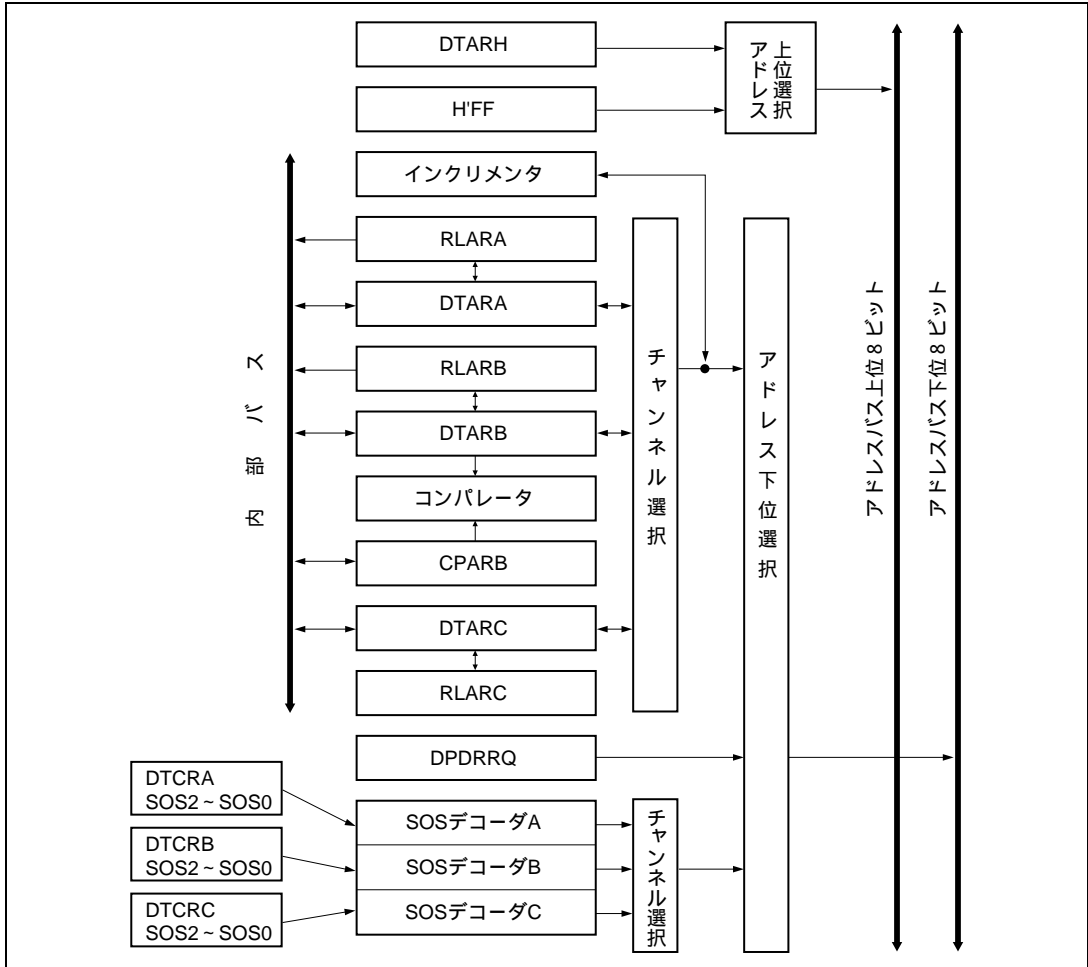 DTARH
H'FF
上位選択
アドレス
インクリメンタ
RLARA
DTARA
RLARB
DTARB
コンパレータ
CPARB
DTARC
RLARC
DPDRRQ
内部バス
チャンネル選択
アドレス下位選択
アドレスバス上位8ビット
アドレスバス下位8ビット
DTCRA
SOS2~SOS0
DTCRB
SOS2~SOS0
DTCRC
SOS2~SOS0
SOSデコーダA
SOSデコーダB
SOSデコーダC
チャンネル選択